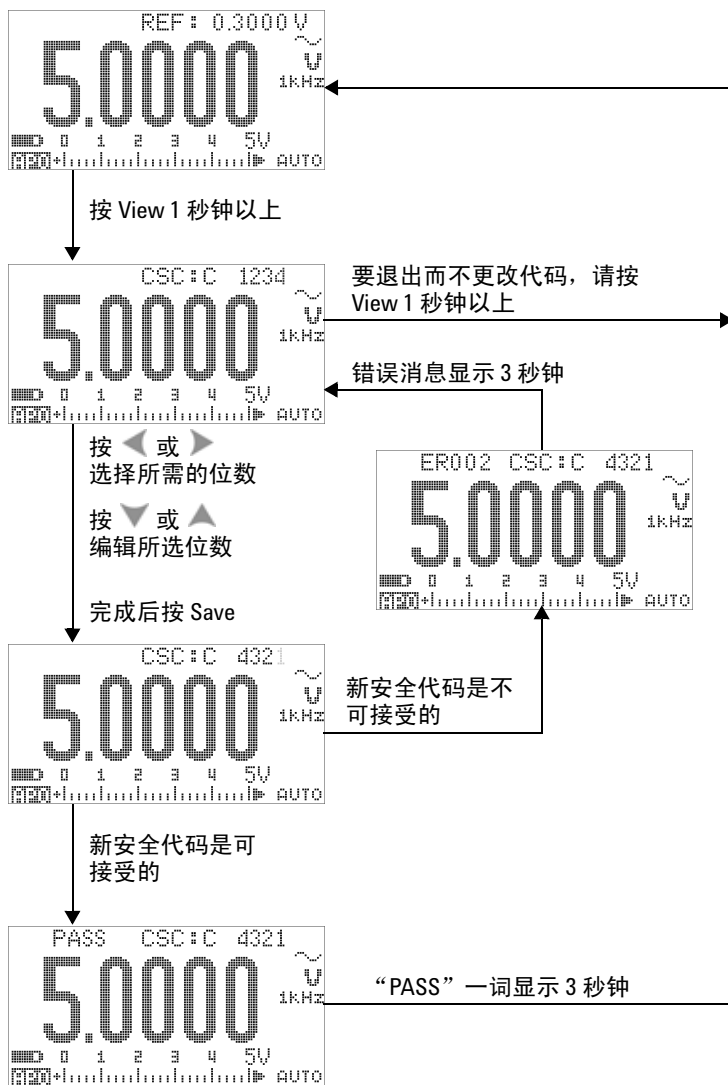 REF: 0.3000 V
5.0000 V
1kHz
0 1 2 3 4 5V
APO AUTO
按 View 1 秒钟以上
CSC:C 1234
5.0000 V
1kHz
0 1 2 3 4 5V
APO AUTO
要退出而不更改代码,请按
View 1 秒钟以上
错误消息显示 3 秒钟
按 或
选择所需的位数
按 或
编辑所选位数
完成后按 Save
ER002 CSC:C 4321
5.0000 V
1kHz
0 1 2 3 4 5V
APO AUTO
CSC:C 4321
5.0000 V
1kHz
0 1 2 3 4 5V
APO AUTO
新安全代码是不
可接受的
新安全代码是可
接受的
PASS CSC:C 4321
5.0000 V
1kHz
0 1 2 3 4 5V
APO AUTO
“PASS”一词显示 3 秒钟